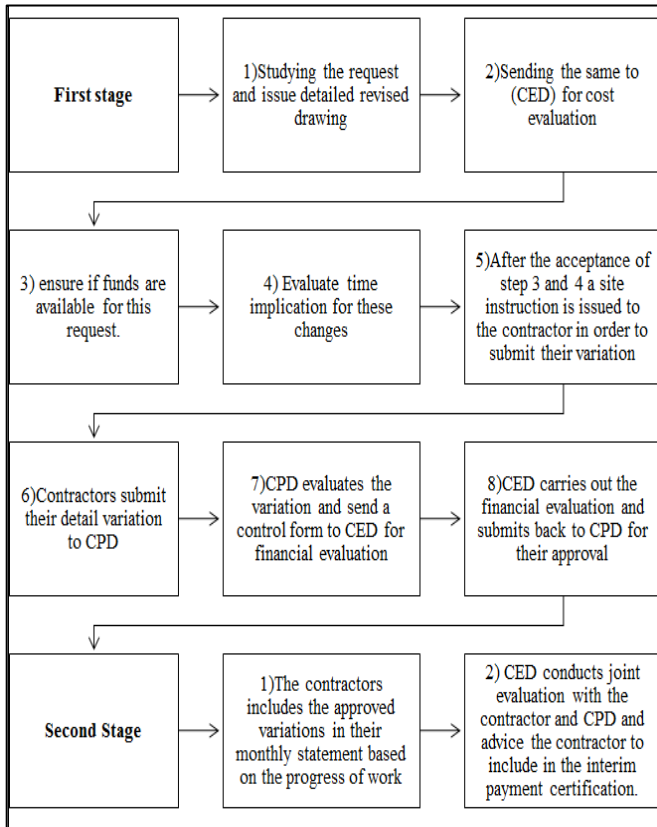 First stage
1)Studying the request
and issue detailed revised
drawing
2)Sending the same to
(CED) for cost
evaluation
3) ensure if funds are
available for this
request.
4) Evaluate time
implication for these
changes
5)After the acceptance of
step 3 and 4 a site
instruction is issued to
the contractor in order to
submit their variation
6)Contractors submit
their detail variation
to CPD
7)CPD evaluates the
variation and send a
control form to CED for
financial evaluation
8)CED carries out the
financial evaluation and
submits back to CPD for
their approval
Second Stage
1)The contractors
includes the approved
variations in their
monthly statement based
on the progress of work
2) CED conducts joint
evaluation with the
contractor and CPD and
advice the contractor to
include in the interim
payment certification.